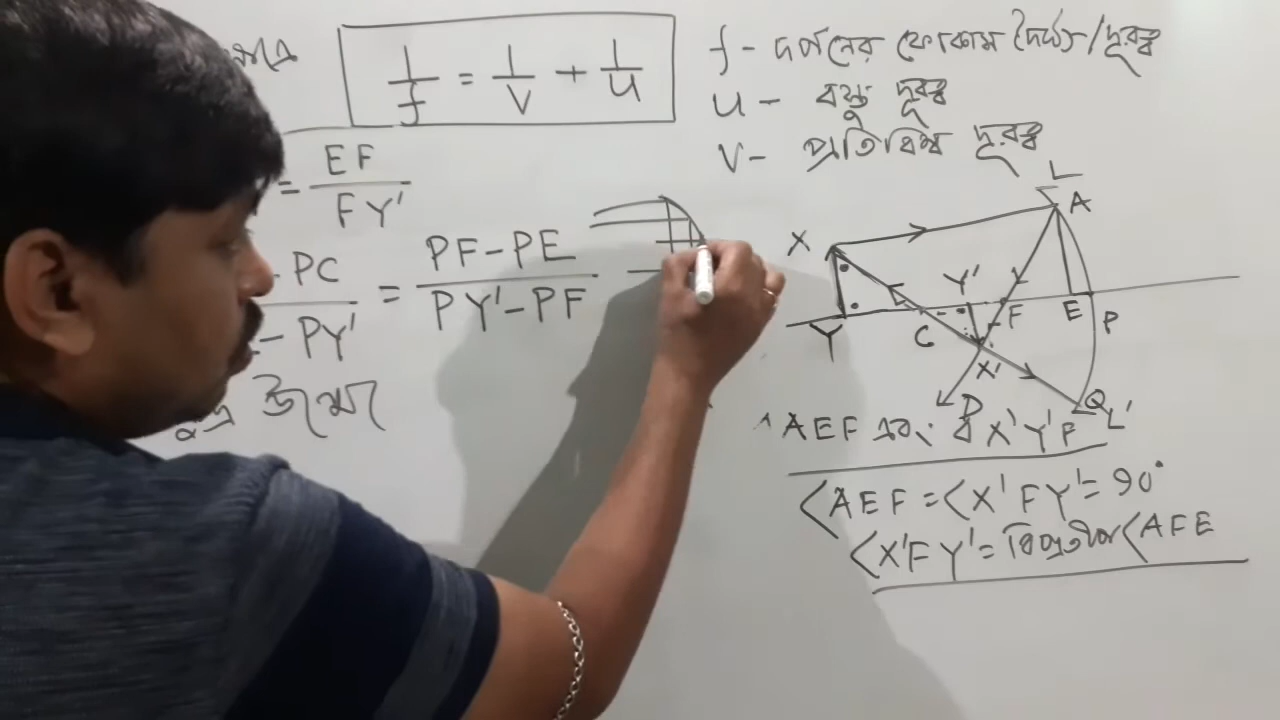 1/f = 1/v + 1/u
f - দর্পনের ফোকাস দৈর্ঘ্য/দূরত্ব
u - বস্তু দূরত্ব
v - প্রতিবিম্ব দূরত্ব
= EF/FY'
- PC / - PY' = PF-PE / PY'-PF
L
A
X
Y'
F
E
P
Y
C
X'
D
Q
L'
AEF এবং X'Y'F
<AEF = <X'FY' = 90°
<X'FY' = বিপ্রতীপ <AFE